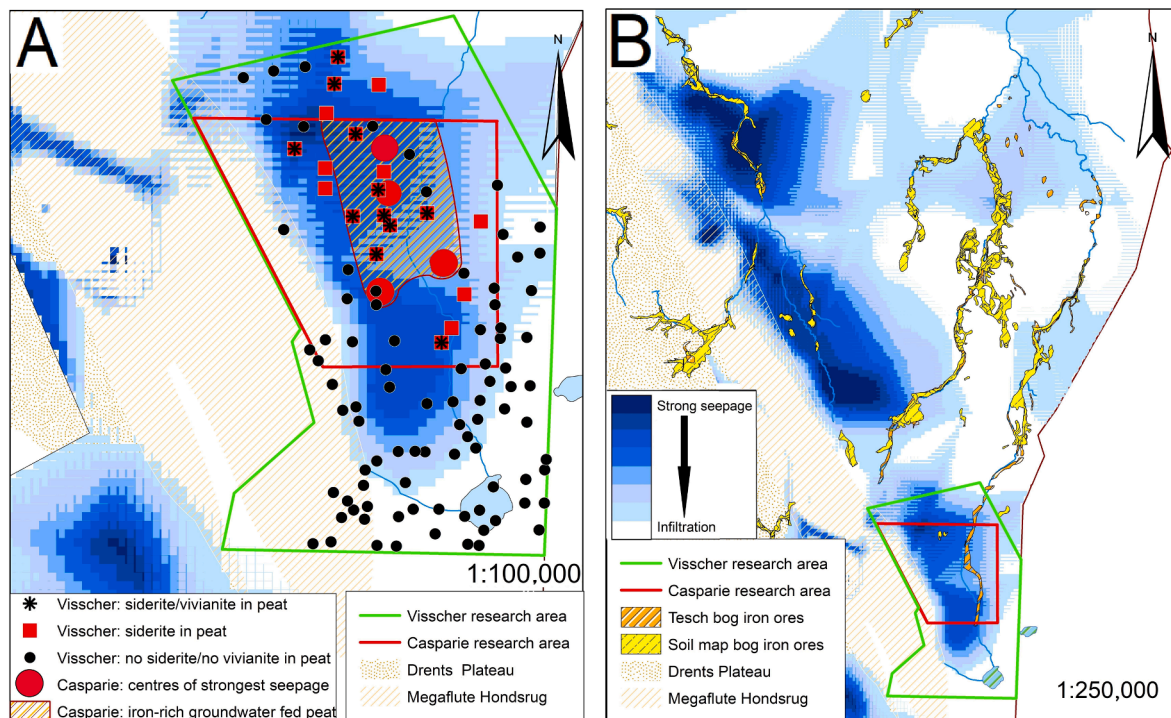 A
N
1:100,000
Visscher: siderite/vivianite in peat
Visscher: siderite in peat
Visscher: no siderite/no vivianite in peat
Casparie: centres of strongest seepage
Casparie: iron-rich groundwater fed peat
Visscher research area
Casparie research area
Drents Plateau
Megaflute Hondsrug
B
N
Strong seepage
Infiltration
Visscher research area
Casparie research area
Tesch bog iron ores
Soil map bog iron ores
Drents Plateau
Megaflute Hondsrug
1:250,000